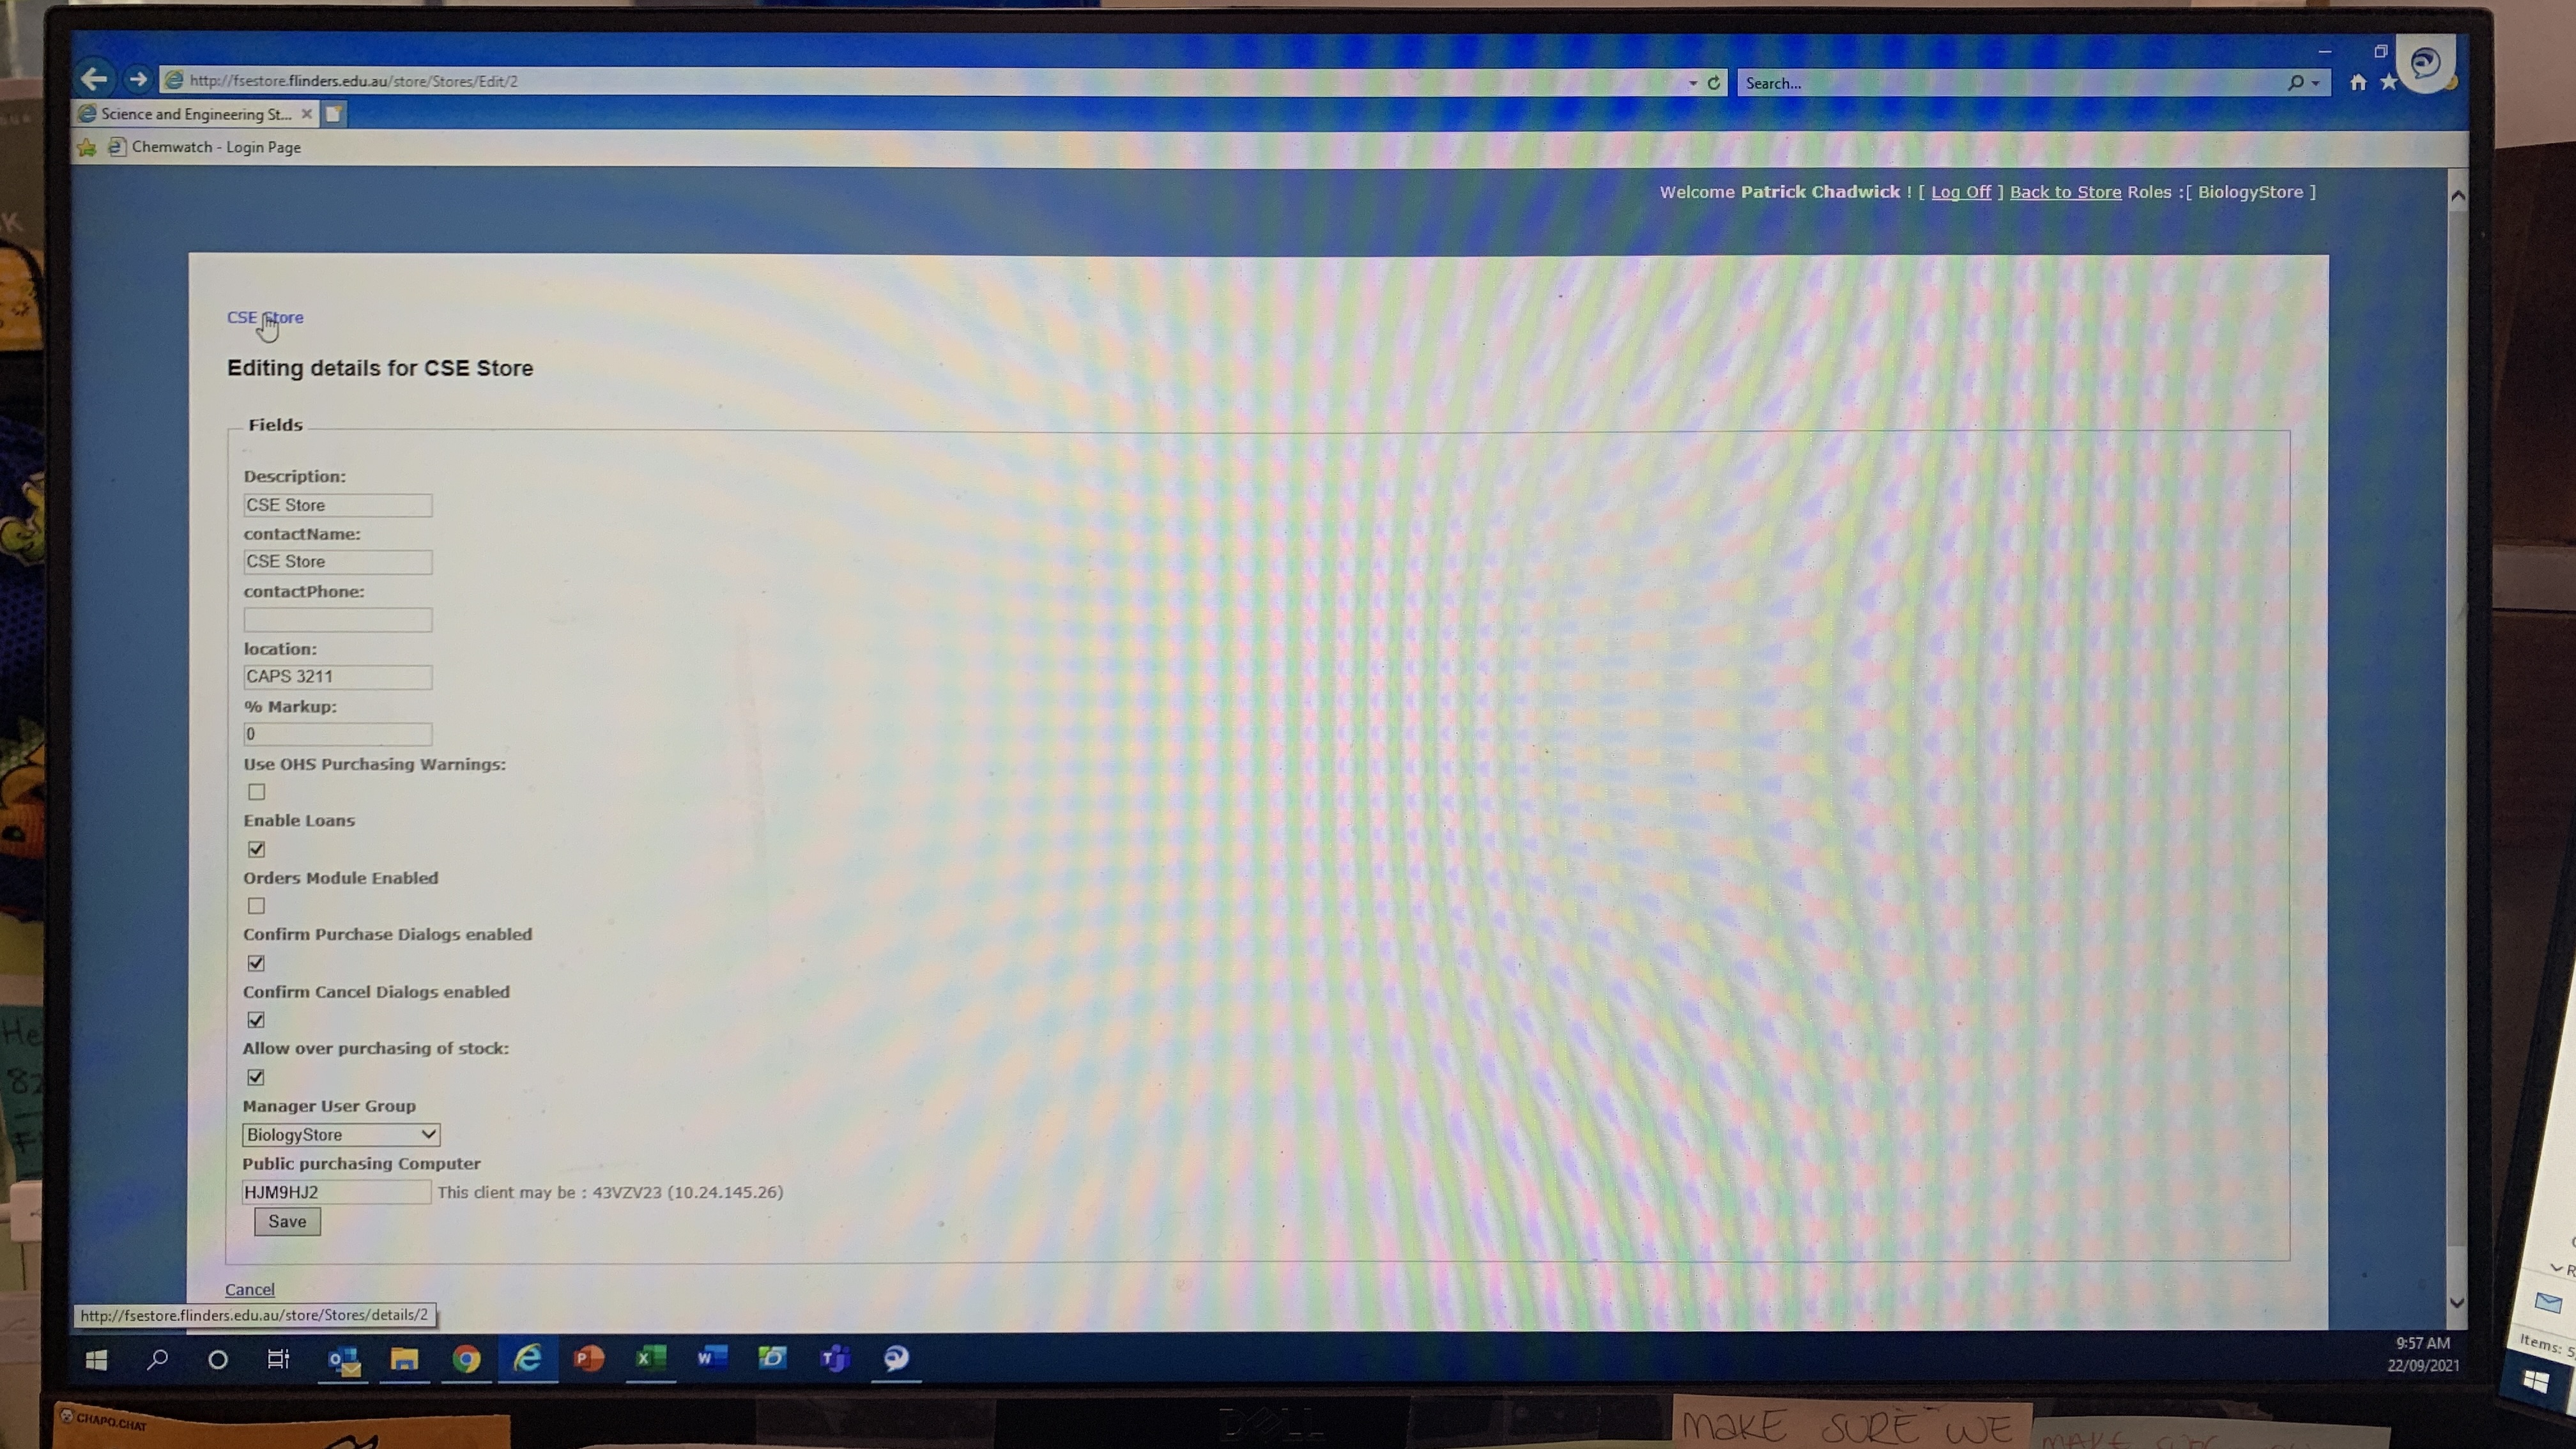 http://fsestore.flinders.edu.au/store/Stores/Edit/2
Search...
Science and Engineering St...
Chemwatch - Login Page
Welcome Patrick Chadwick ! [ Log Off ] Back to Store Roles :[ BiologyStore ]
CSE Store
Editing details for CSE Store
Fields
Description:
CSE Store
contactName:
CSE Store
contactPhone:
location:
CAPS 3211
% Markup:
0
Use OHS Purchasing Warnings:
Enable Loans
Orders Module Enabled
Confirm Purchase Dialogs enabled
Confirm Cancel Dialogs enabled
Allow over purchasing of stock:
Manager User Group
BiologyStore
Public purchasing Computer
HJM9HJ2 This client may be : 43VZV23 (10.24.145.26)
Save
Cancel
http://fsestore.flinders.edu.au/store/Stores/details/2
9:57 AM
22/09/2021
Items: 5
CHAPO.CHAT
DELL
MAKE SURE WE